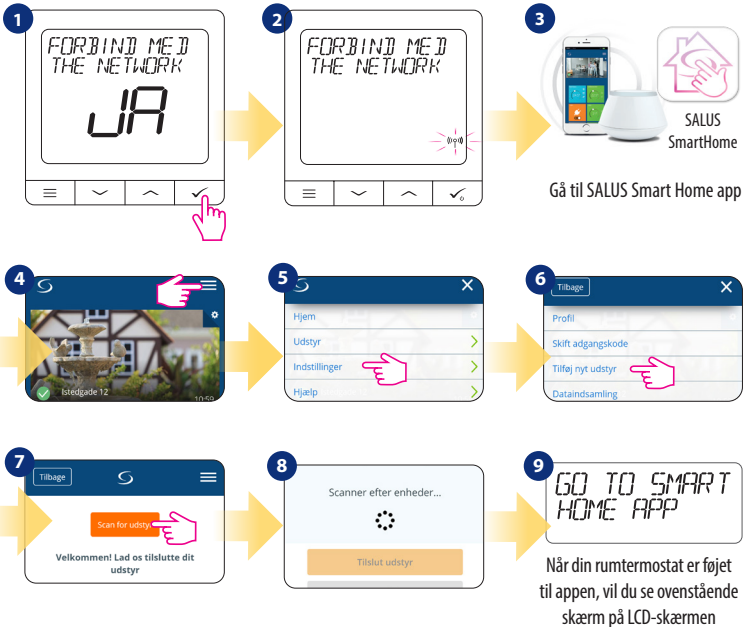 1
FORBIND MED
THE NETWORK
JA
2
FORBIND MED
THE NETWORK
3
SALUS
SmartHome
Gå til SALUS Smart Home app
4
Istedgade 12
10:59
5
Hjem
Udstyr
Indstillinger
Hjælp
6
Tilbage
Profil
Skift adgangskode
Tilføj nyt udstyr
Dataindsamling
7
Tilbage
Scan for udstyr
Velkommen! Lad os tilslutte dit
udstyr
8
Scanner efter enheder...
Tilslut udstyr
9
GO TO SMART
HOME APP
Når din rumtermostat er føjet
til appen, vil du se ovenstående
skærm på LCD-skærmen